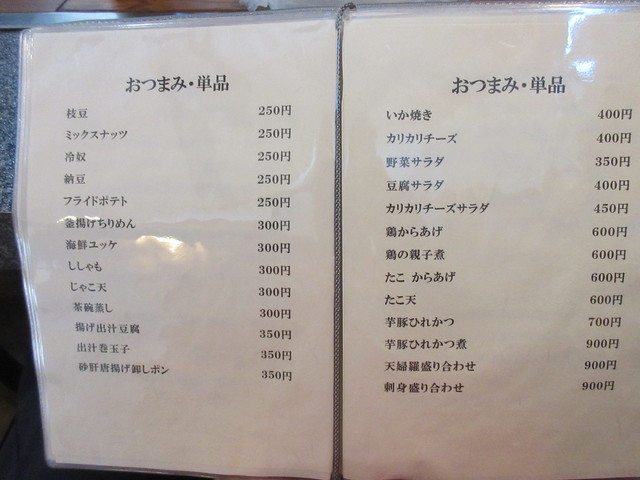 おつまみ・単品
枝豆 250円
ミックスナッツ 250円
冷奴 250円
納豆 250円
フライドポテト 250円
釜揚げちりめん 300円
海鮮ユッケ 300円
ししゃも 300円
じゃこ天 300円
茶碗蒸し 300円
揚げ出汁豆腐 350円
出汁巻玉子 350円
砂肝唐揚げ卸しポン 350円
おつまみ・単品
いか焼き 400円
カリカリチーズ 400円
野菜サラダ 350円
豆腐サラダ 400円
カリカリチーズサラダ 450円
鶏からあげ 600円
鶏の親子煮 600円
たこ からあげ 600円
たこ天 600円
芋豚ひれかつ 700円
芋豚ひれかつ煮 900円
天婦羅盛り合わせ 900円
刺身盛り合わせ 900円